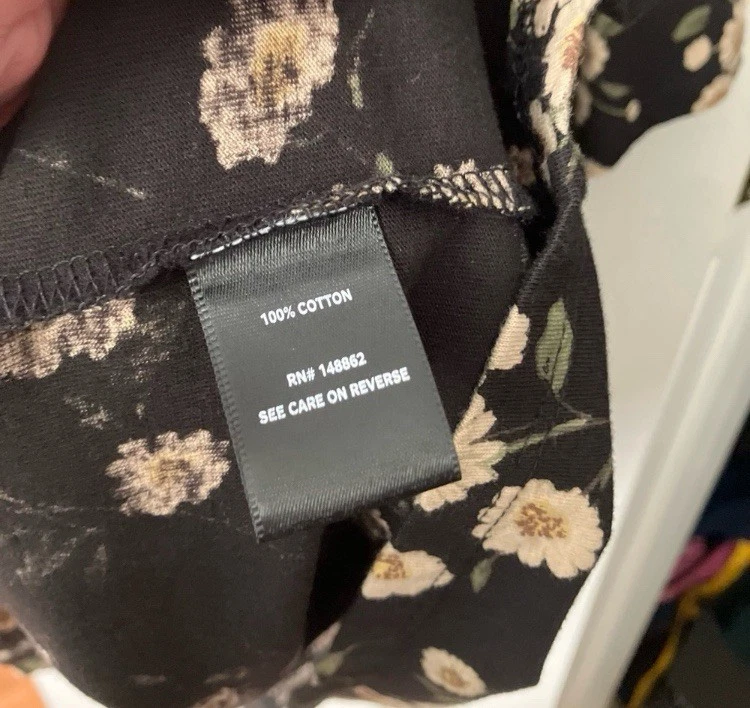 100% COTTON
RN# 148862
SEE CARE ON REVERSE